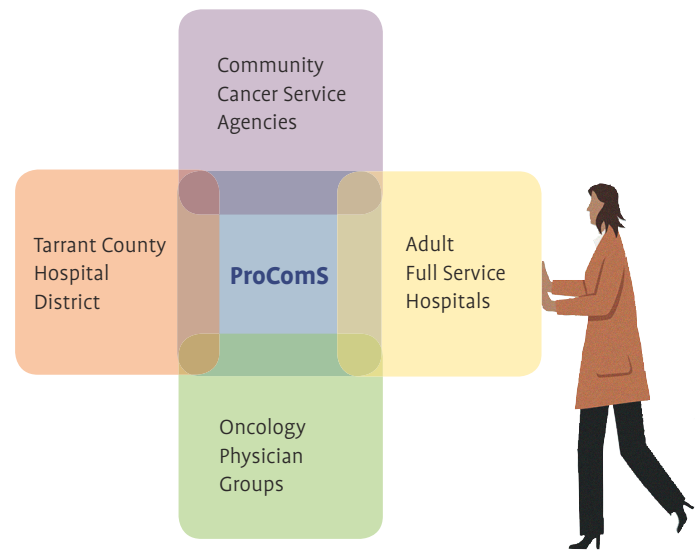 Community
Cancer Service
Agencies
Tarrant County
Hospital
District
ProComS
Adult
Full Service
Hospitals
Oncology
Physician
Groups